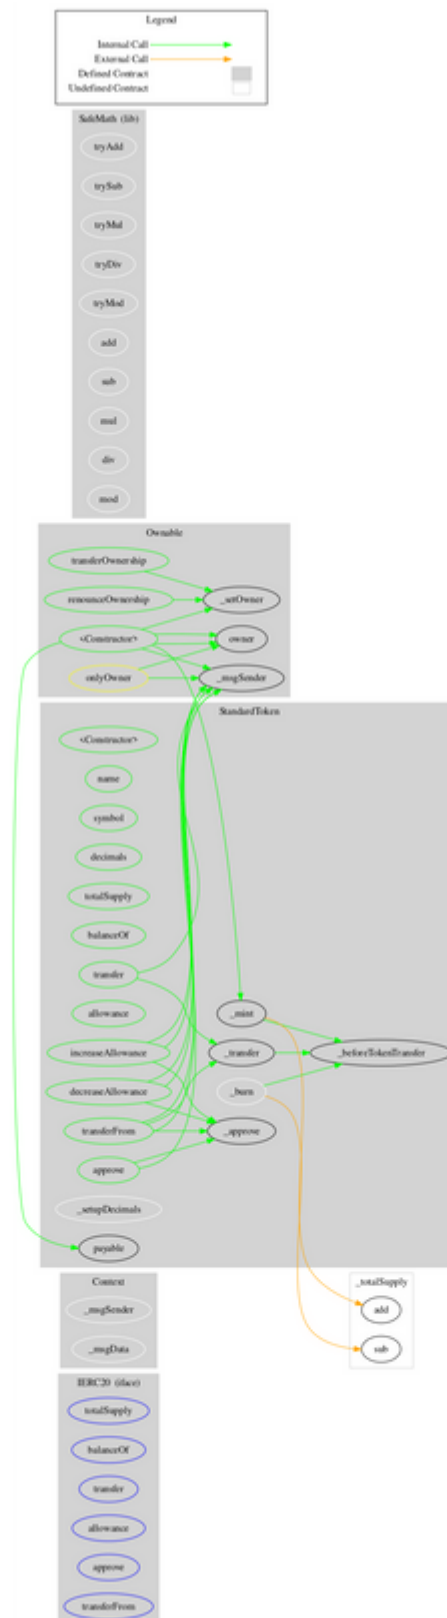 Legend
Internal Call
External Call
Defined Contract
Undefined Contract
SafeMath (lib)
tryAdd
trySub
tryMul
tryDiv
tryMod
add
sub
mul
div
mod
Ownable
transferOwnership
renounceOwnership
_setOwner
<Constructor>
owner
onlyOwner
_msgSender
StandardToken
<Constructor>
name
symbol
decimals
totalSupply
balanceOf
transfer
allowance
_mint
increaseAllowance
_transfer
_beforeTokenTransfer
decreaseAllowance
_burn
transferFrom
_approve
approve
_setupDecimals
payable
Context
_totalSupply
_msgSender
add
_msgData
sub
IERC20 (iface)
totalSupply
balanceOf
transfer
allowance
approve
transferFrom